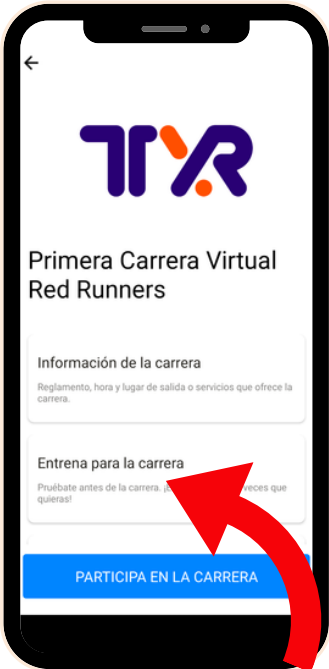 TYR
Primera Carrera Virtual
Red Runners
Información de la carrera
Reglamento, hora y lugar de salida o servicios que ofrece la
carrera.
Entrena para la carrera
Pruébate antes de la carrera. veces que
quieras!
PARTICIPA EN LA CARRERA